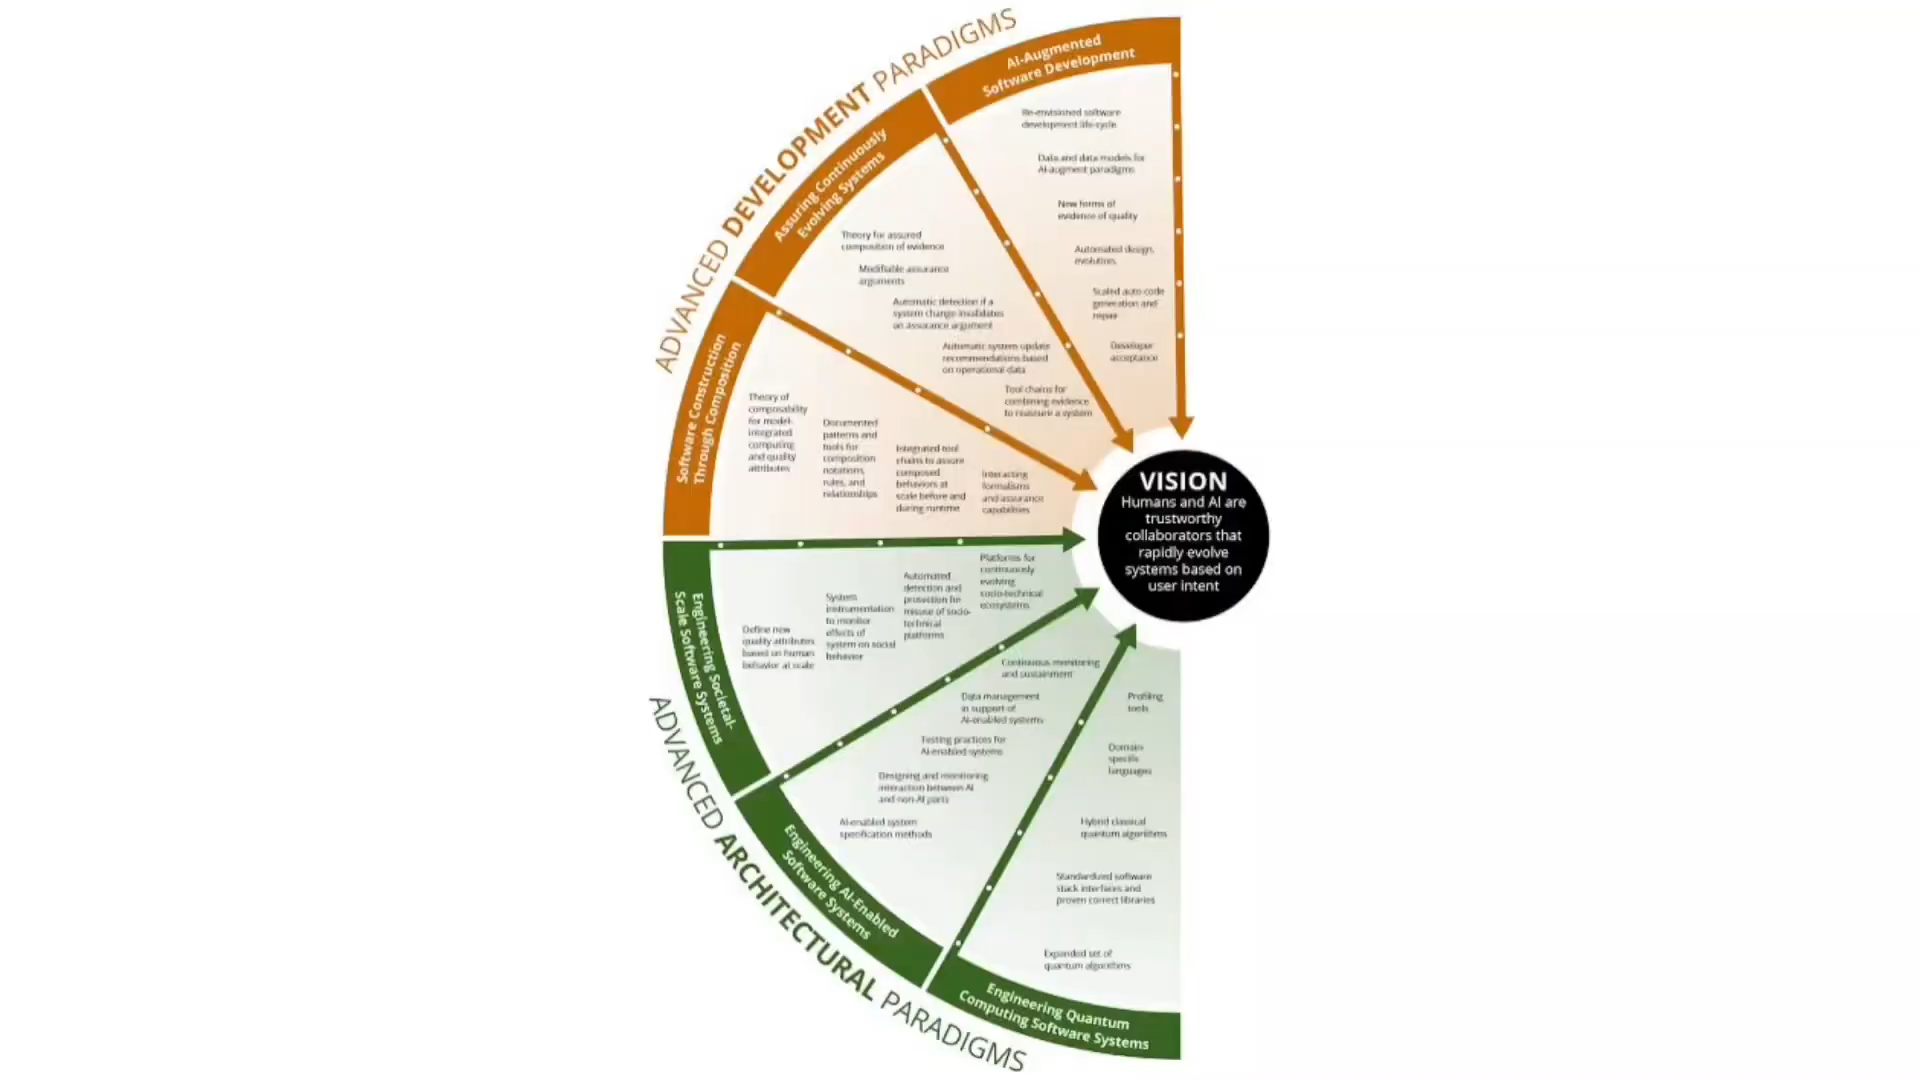 ADVANCED DEVELOPMENT PARADIGMS
AI-Augmented
Software Development
Re-envisioned software
development life-cycle
Data and data models for
AI-augment paradigms
New forms of
evidence of quality
Automated design,
evolution,
Scaled auto code
generation and
repair
Developer
acceptance
Assuring Continuously
Evolving Systems
Theory for assured
composition of evidence
Modifiable assurance
arguments
Automatic detection if a
system change invalidates
an assurance argument
Automatic system update
recommendations based
on operational data
Tool chains for
combining evidence
to reassure a system
Software Construction
Through Composition
Theory of
composability
for model-
integrated
computing
and quality
attributes
Documented
patterns and
tools for
composition
notations,
rules, and
relationships
Integrated tool
chains to assure
composed
behaviors at
scale before and
during runtime
Interacting
formalisms
and assurance
capabilities
VISION
Humans and AI are
trustworthy
collaborators that
rapidly evolve
systems based on
user intent
ADVANCED ARCHITECTURAL PARADIGMS
Engineering Societal-
Scale Software Systems
Define new
quality attributes
based on human
behavior at scale
System
instrumentation
to monitor
effects of
system on social
behavior
Automated
detection and
protection for
misuse of socio-
technical
platforms
Platforms for
continuously
evolving
socio-technical
ecosystems
Engineering AI-Enabled
Software Systems
Continuous monitoring
and sustainment
Data management
in support of
AI-enabled systems
Testing practices for
AI-enabled systems
Designing and monitoring
interaction between AI
and non-AI parts
AI-enabled system
specification methods
Engineering Quantum
Computing Software Systems
Profiling
tools
Domain
specific
languages
Hybrid classical
quantum algorithms
Standardized software
stack interfaces and
proven correct libraries
Expanded set of
quantum algorithms